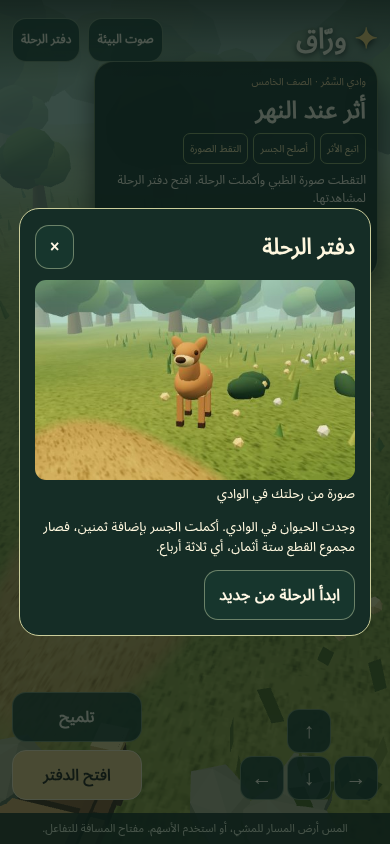 ورّاق
صوت البيئة
دفتر الرحلة
وادي السَّمُر · الصف الخامس
أثر عند النهر
اتبع الأثر
أصلح الجسر
التقط الصورة
التقطت صورة الظبي وأكملت الرحلة. افتح دفتر الرحلة
لمشاهدتها.
دفتر الرحلة
×
صورة من رحلتك في الوادي
وجدت الحيوان في الوادي. أكملت الجسر بإضافة ثمنين، فصار
مجموع القطع ستة أثمان، أي ثلاثة أرباع.
ابدأ الرحلة من جديد
تلميح
افتح الدفتر
↑
← ↓ →
المس أرض المسار للمشي، أو استخدم الأسهم. مفتاح المسافة للتفاعل.